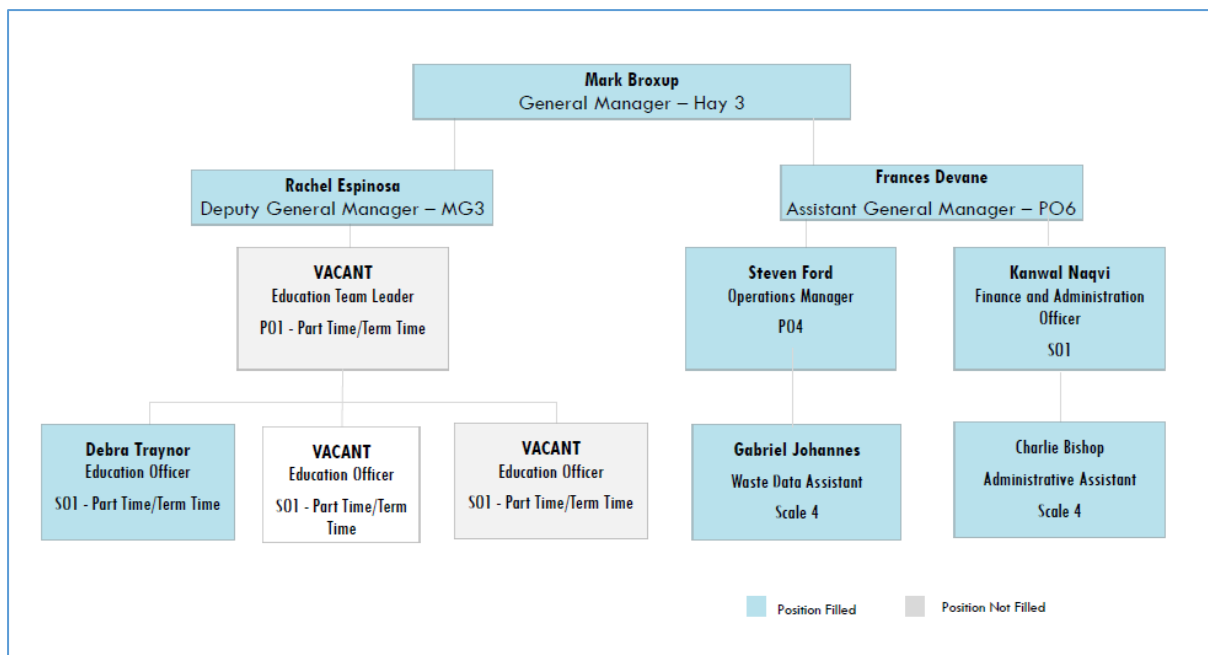 Mark Broxup
General Manager – Hay 3
Rachel Espinosa
Deputy General Manager – MG3
Frances Devane
Assistant General Manager – PO6
VACANT
Education Team Leader
PO1 - Part Time/Term Time
Steven Ford
Operations Manager
PO4
Kanwal Naqvi
Finance and Administration
Officer
SO1
Debra Traynor
Education Officer
SO1 - Part Time/Term Time
VACANT
Education Officer
SO1 - Part Time/Term
Time
VACANT
Education Officer
SO1 - Part Time/Term Time
Gabriel Johannes
Waste Data Assistant
Scale 4
Charlie Bishop
Administrative Assistant
Scale 4
Position Filled
Position Not Filled